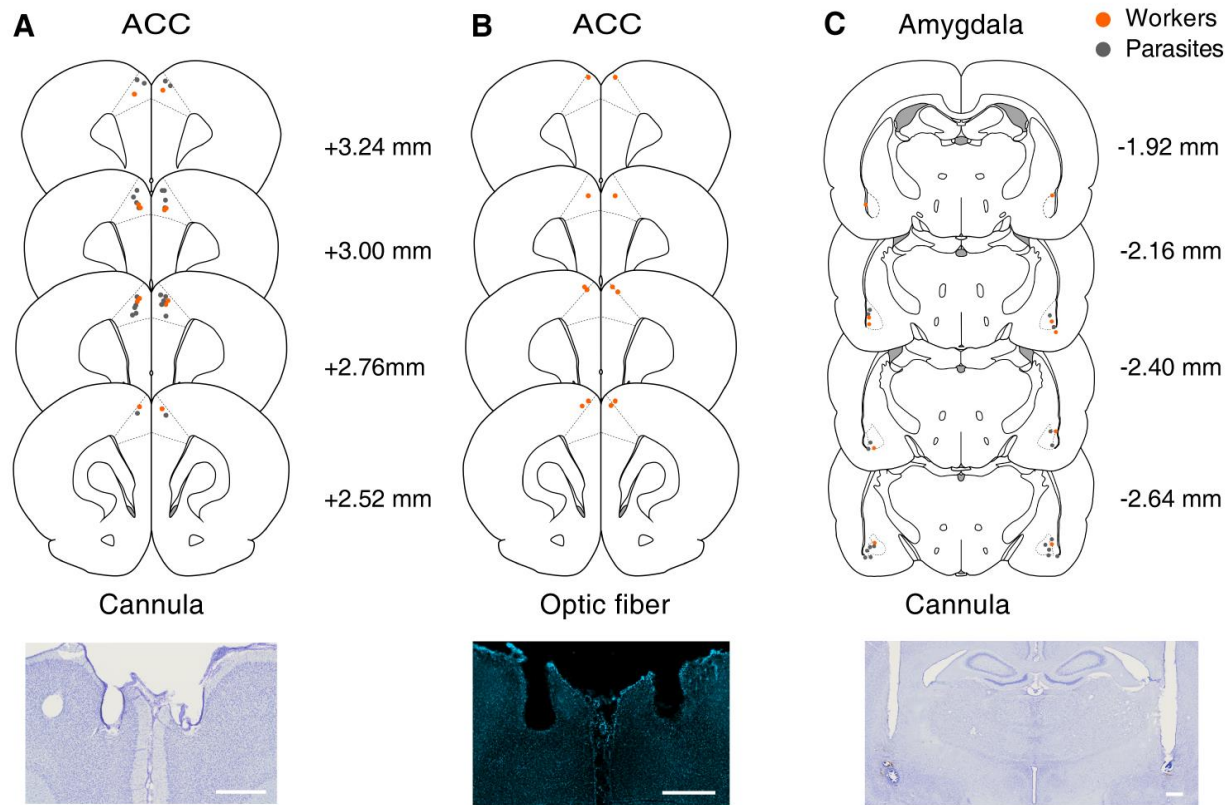 A ACC
B ACC
C Amygdala
Workers
Parasites
+3.24 mm
+3.00 mm
+2.76mm
+2.52 mm
-1.92 mm
-2.16 mm
-2.40 mm
-2.64 mm
Cannula
Optic fiber
Cannula